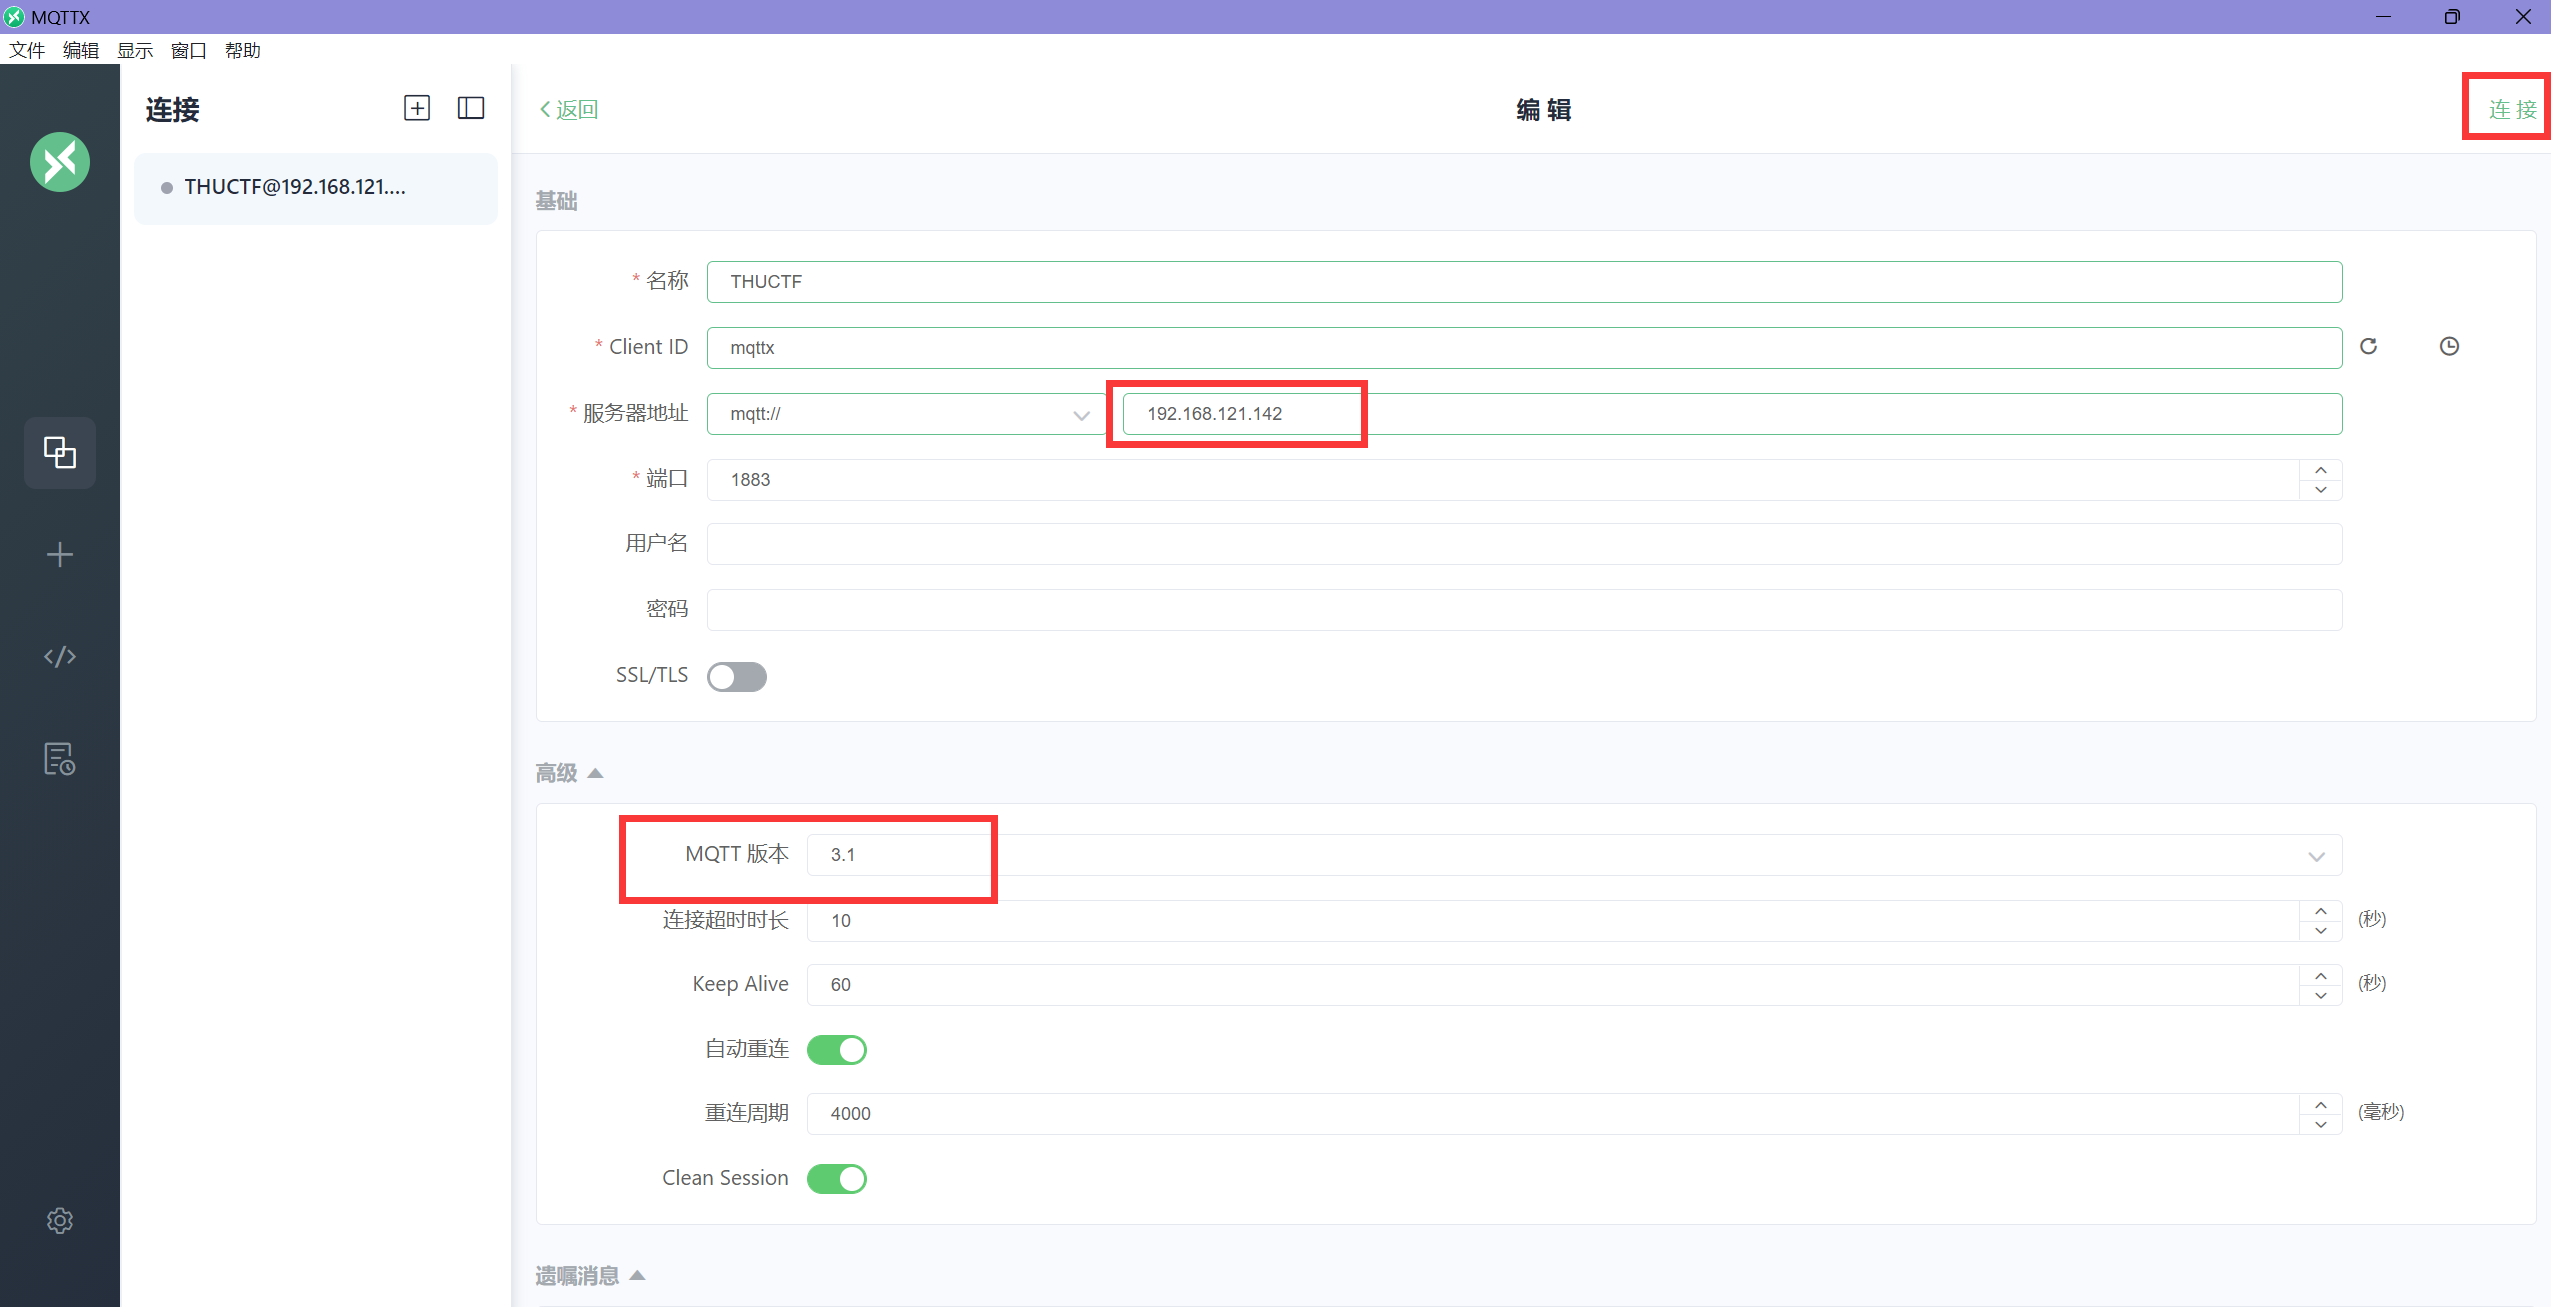 MQTTX
文件 编辑 显示 窗口 帮助
连接
返回
编 辑
连 接
THUCTF@192.168.121....
基础
* 名称 THUCTF
* Client ID mqttx
* 服务器地址 mqtt:// 192.168.121.142
* 端口 1883
用户名
密码
SSL/TLS
高级
MQTT 版本 3.1
连接超时时长 10 (秒)
Keep Alive 60 (秒)
自动重连
重连周期 4000 (毫秒)
Clean Session
遗嘱消息